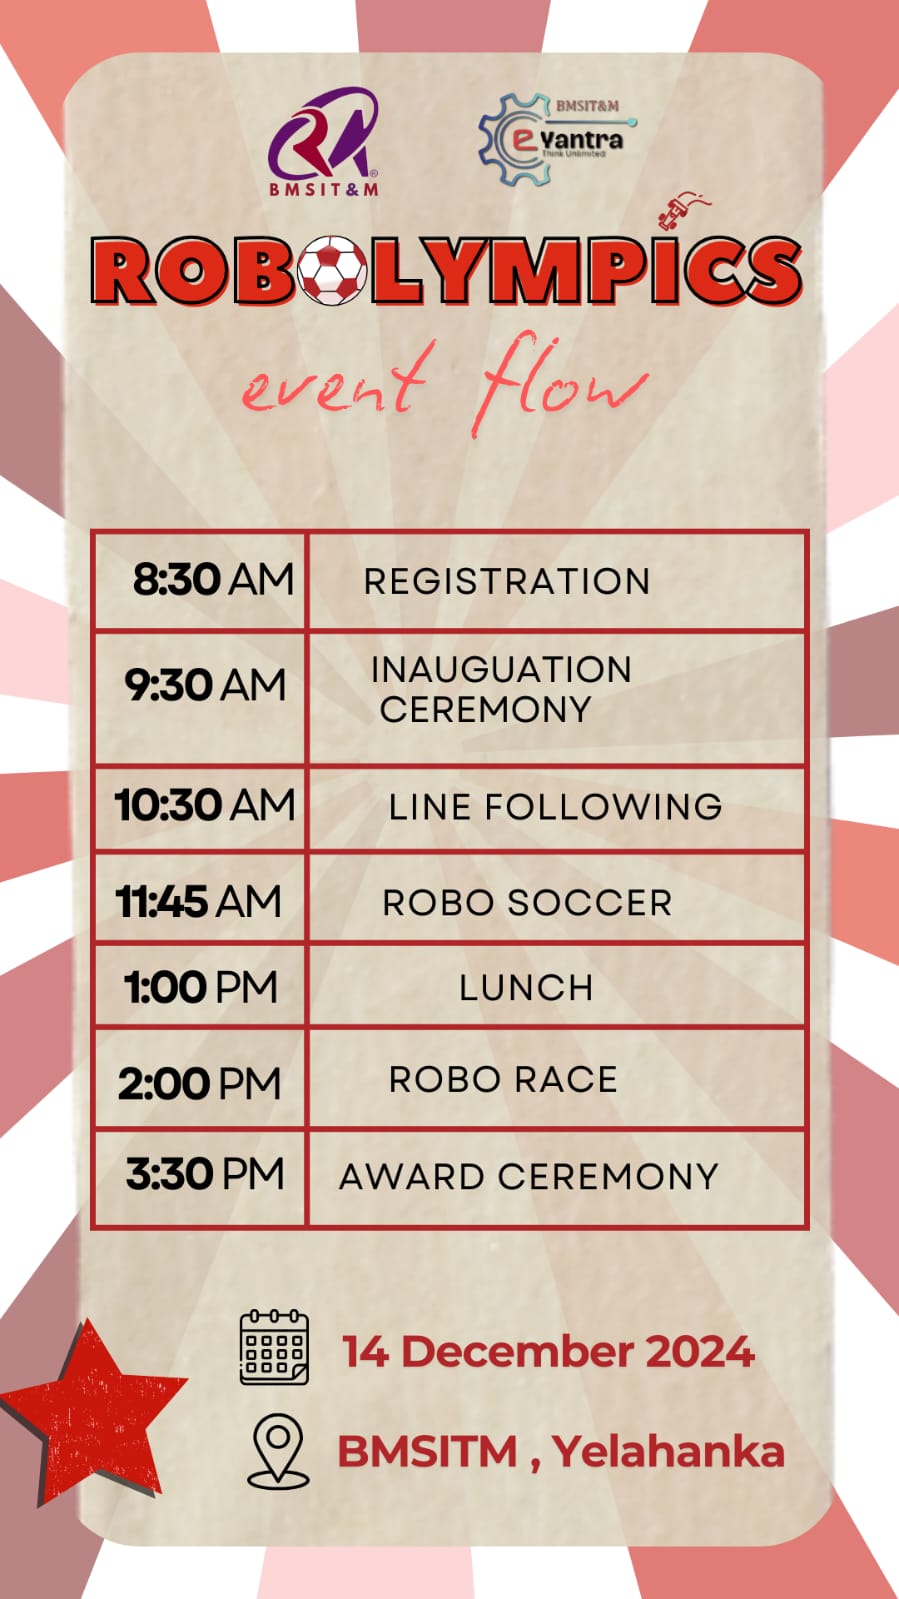 BMSIT&M
BMSIT&M
eYantra
Think Unlimited
ROBOLYMPICS
event flow
8:30 AM REGISTRATION
9:30 AM INAUGUATION
CEREMONY
10:30 AM LINE FOLLOWING
11:45 AM ROBO SOCCER
1:00 PM LUNCH
2:00 PM ROBO RACE
3:30 PM AWARD CEREMONY
14 December 2024
BMSITM , Yelahanka